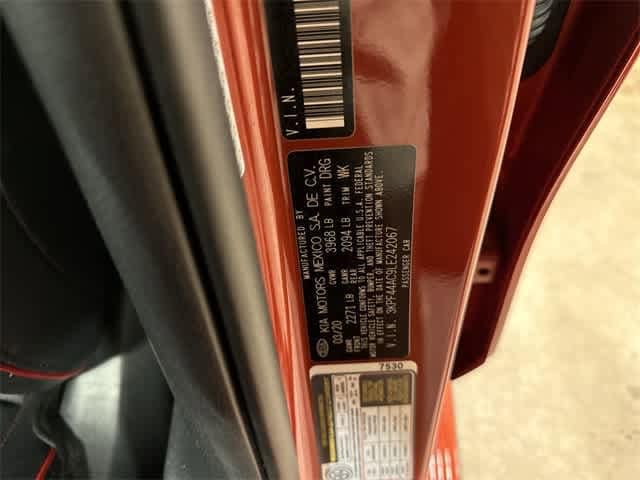 V.I.N.
MANUFACTURED BY
KIA MOTORS MEXICO S.A. DE C.V.
03/20 GVWR 3968 LB PAINT DRG
GAWR FRONT 2271 LB GAWR REAR 2094 LB TRIM WK
THIS VEHICLE CONFORMS TO ALL APPLICABLE U.S.A. FEDERAL
MOTOR VEHICLE SAFETY, BUMPER, AND THEFT PREVENTION STANDARDS
IN EFFECT ON THE DATE OF MANUFACTURE SHOWN ABOVE.
V.I.N.: 3KPF44AC9LE242067
PASSENGER CAR
7530